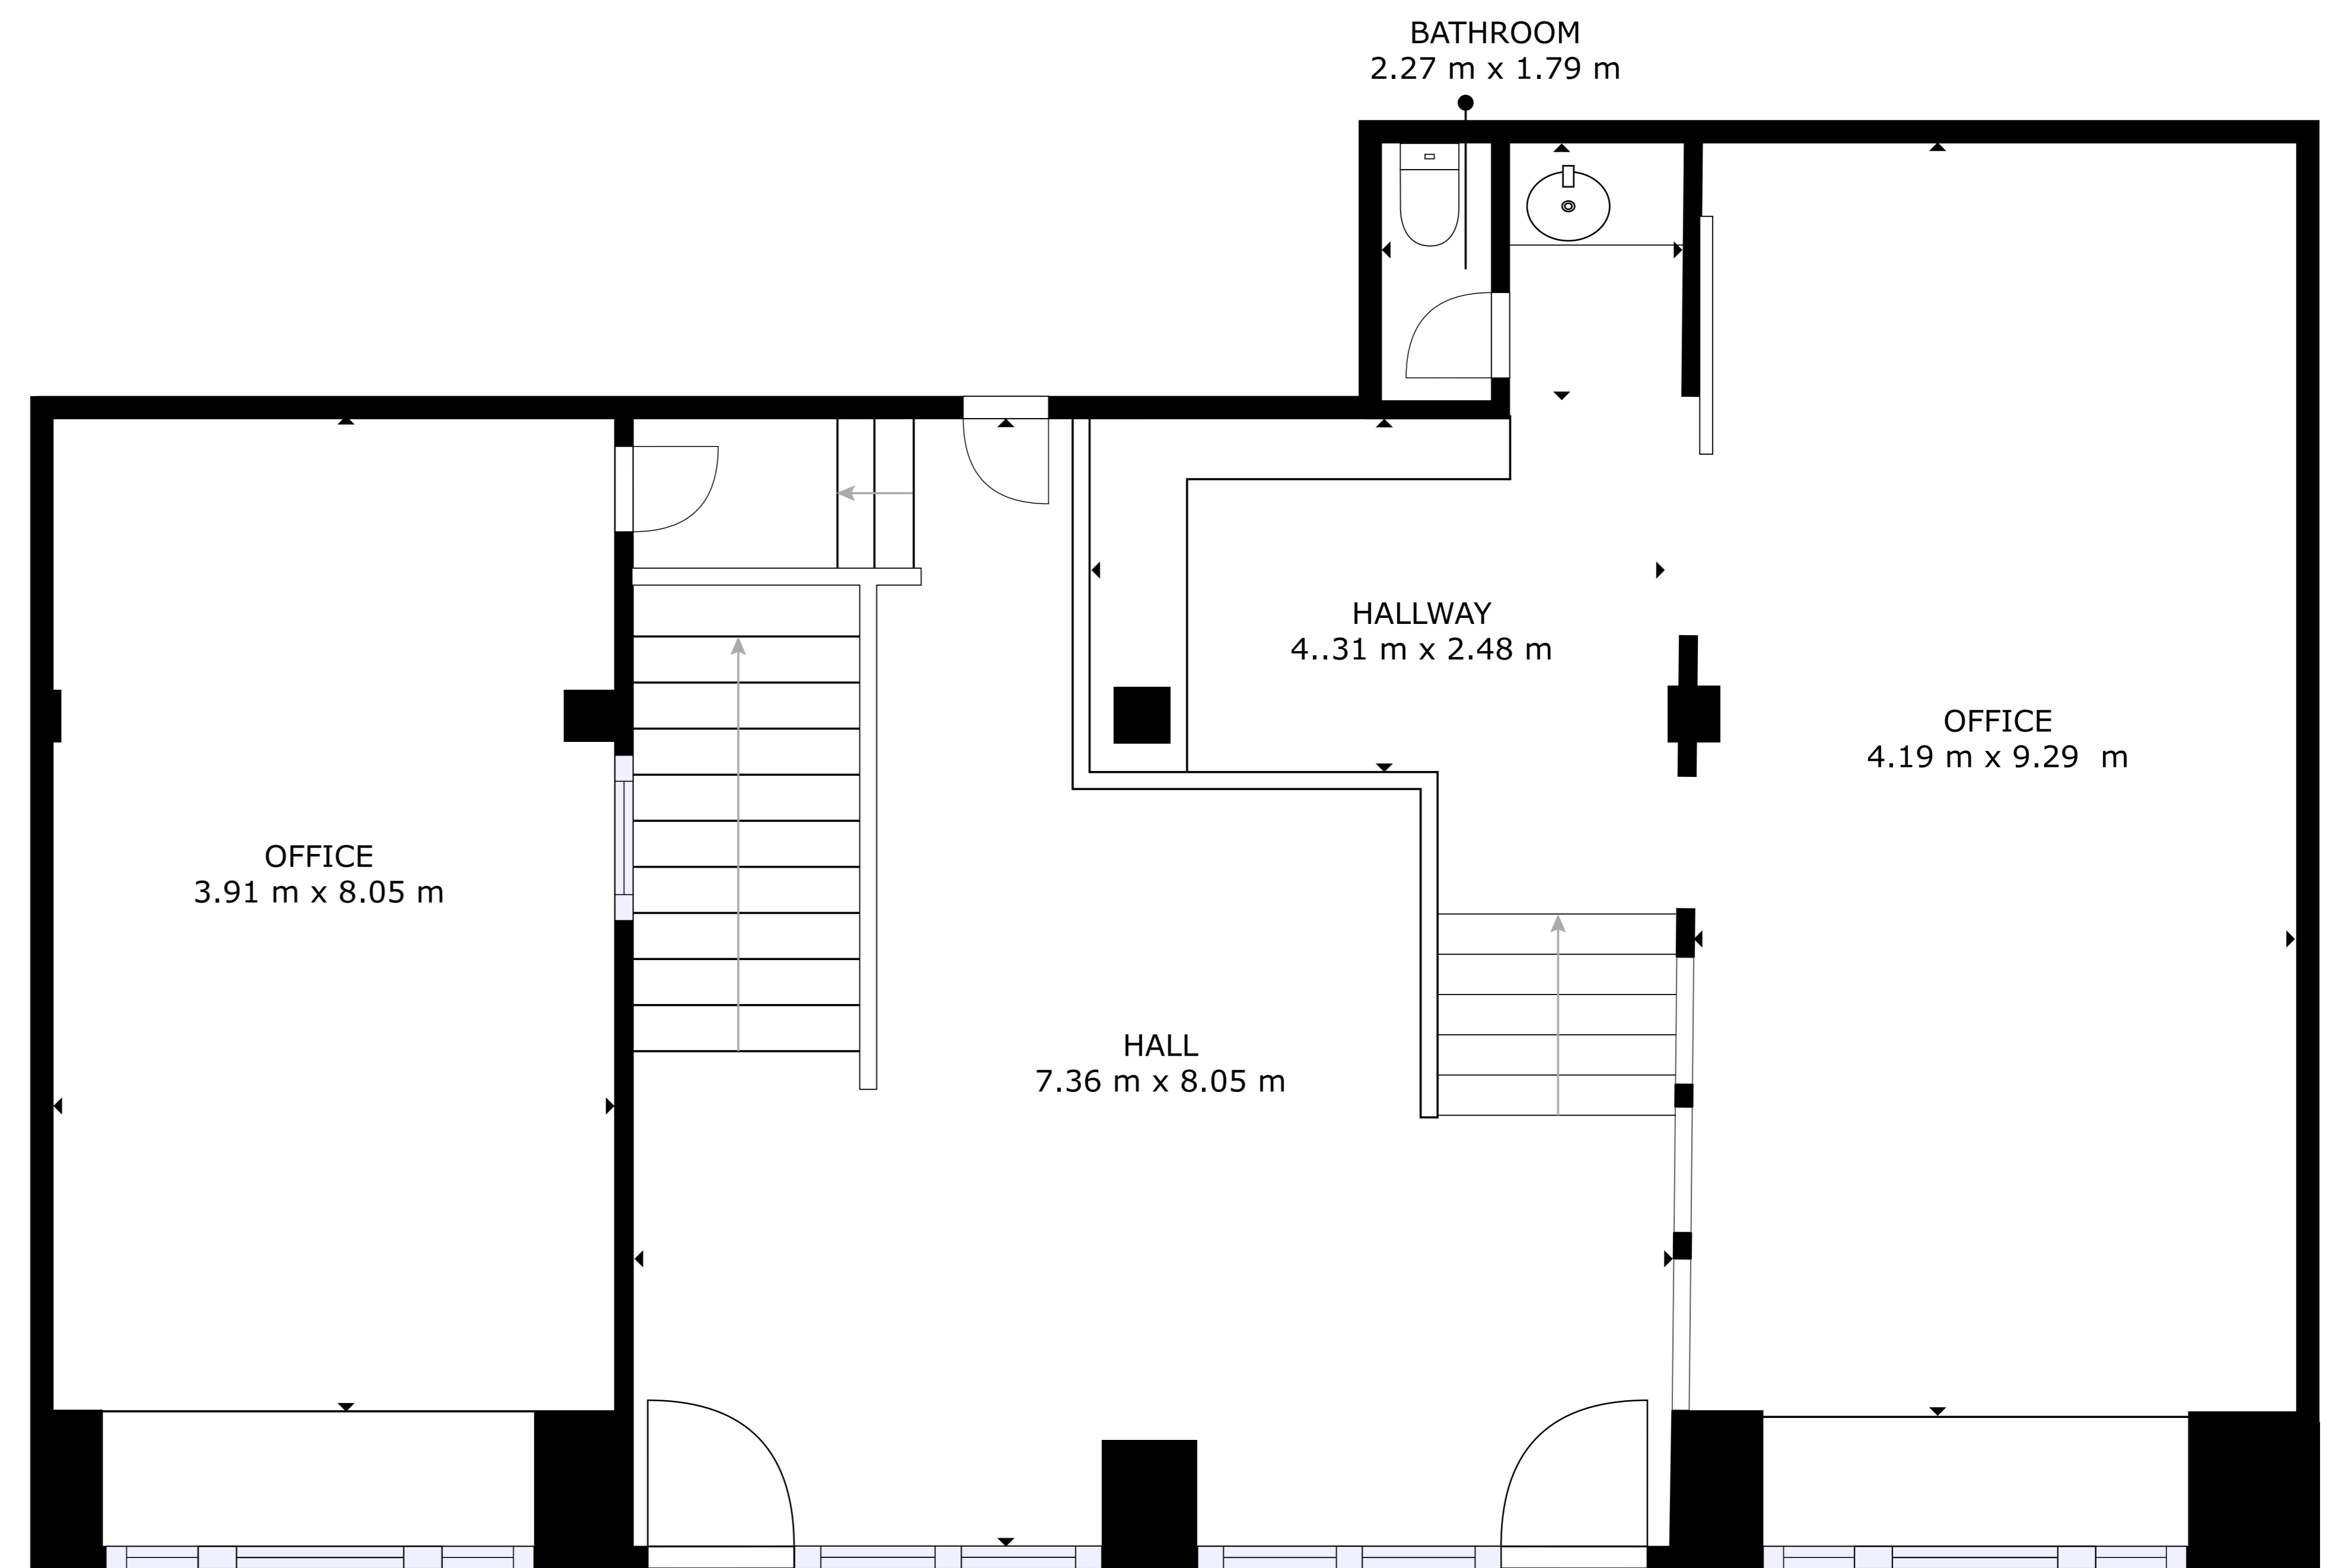 BATHROOM
2.27 m x 1.79 m
HALLWAY
4..31 m x 2.48 m
OFFICE
4.19 m x 9.29  m
OFFICE
3.91 m x 8.05 m
HALL
7.36 m x 8.05 m